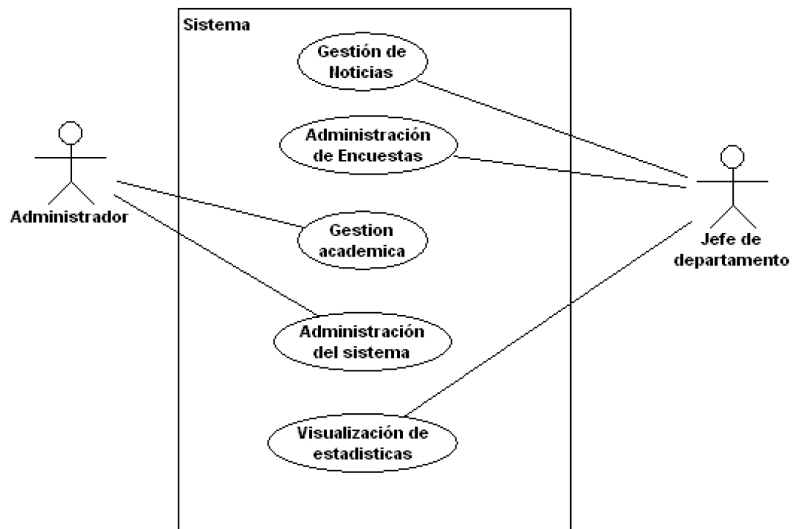 Sistema
Gestión de
Noticias
Administración
de Encuestas
Administrador
Gestion
academica
Jefe de
departamento
Administración
del sistema
Visualización de
estadisticas